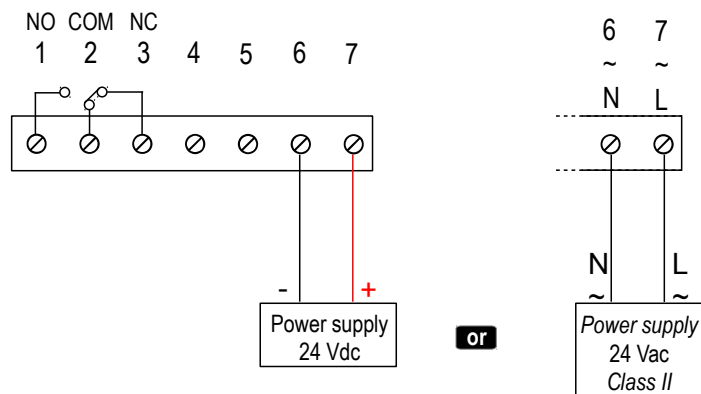 NO COM NC
1 2 3 4 5 6 7
- +
Power supply
24 Vdc
or
6 7
~ ~
N L
N L
~ ~
Power supply
24 Vac
Class II